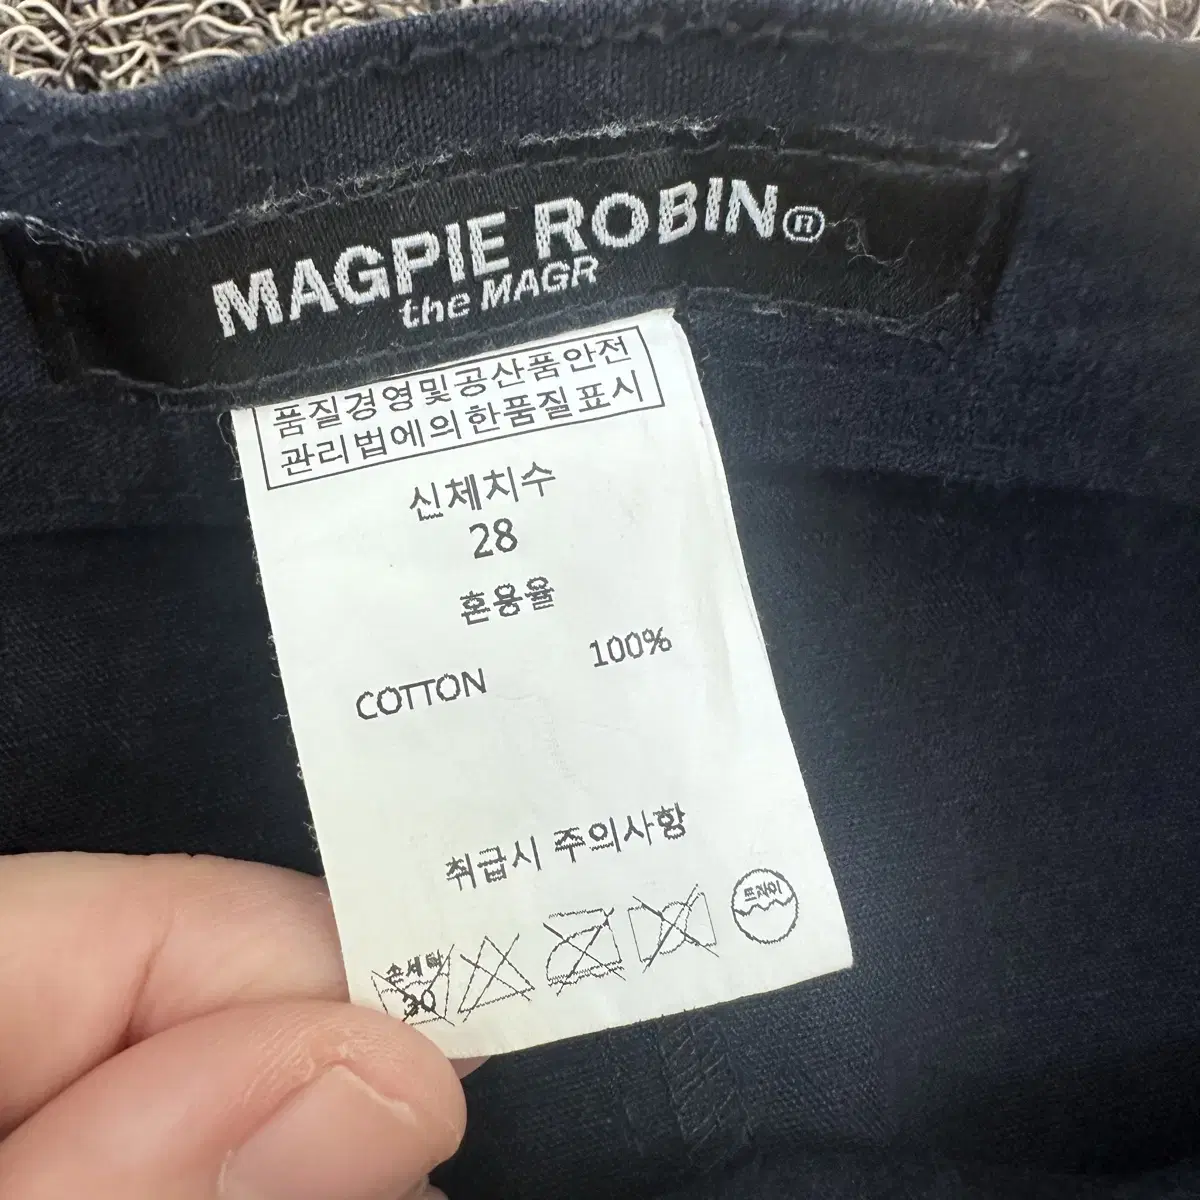 MAGPIE ROBIN
the MAGR
품질경영및공산품안전
관리법에의한품질표시
신체치수
28
혼용율
COTTON 100%
취급시 주의사항
손세탁
30
드라이